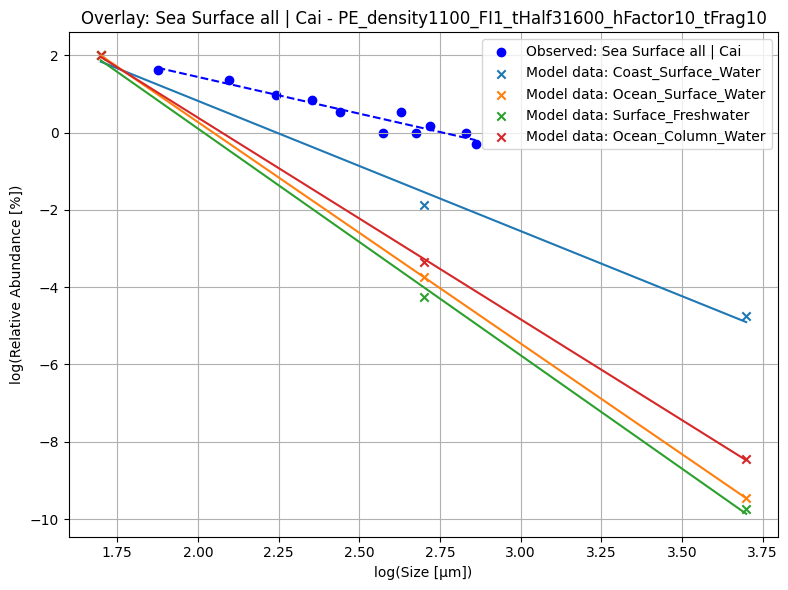 Overlay: Sea Surface all | Cai - PE_density1100_FI1_tHalf31600_hFactor10_tFrag10
Observed: Sea Surface all | Cai
Model data: Coast_Surface_Water
Model data: Ocean_Surface_Water
Model data: Surface_Freshwater
Model data: Ocean_Column_Water
log(Relative Abundance [%])
2
0
−2
−4
−6
−8
−10
1.75 2.00 2.25 2.50 2.75 3.00 3.25 3.50 3.75
log(Size [μm])